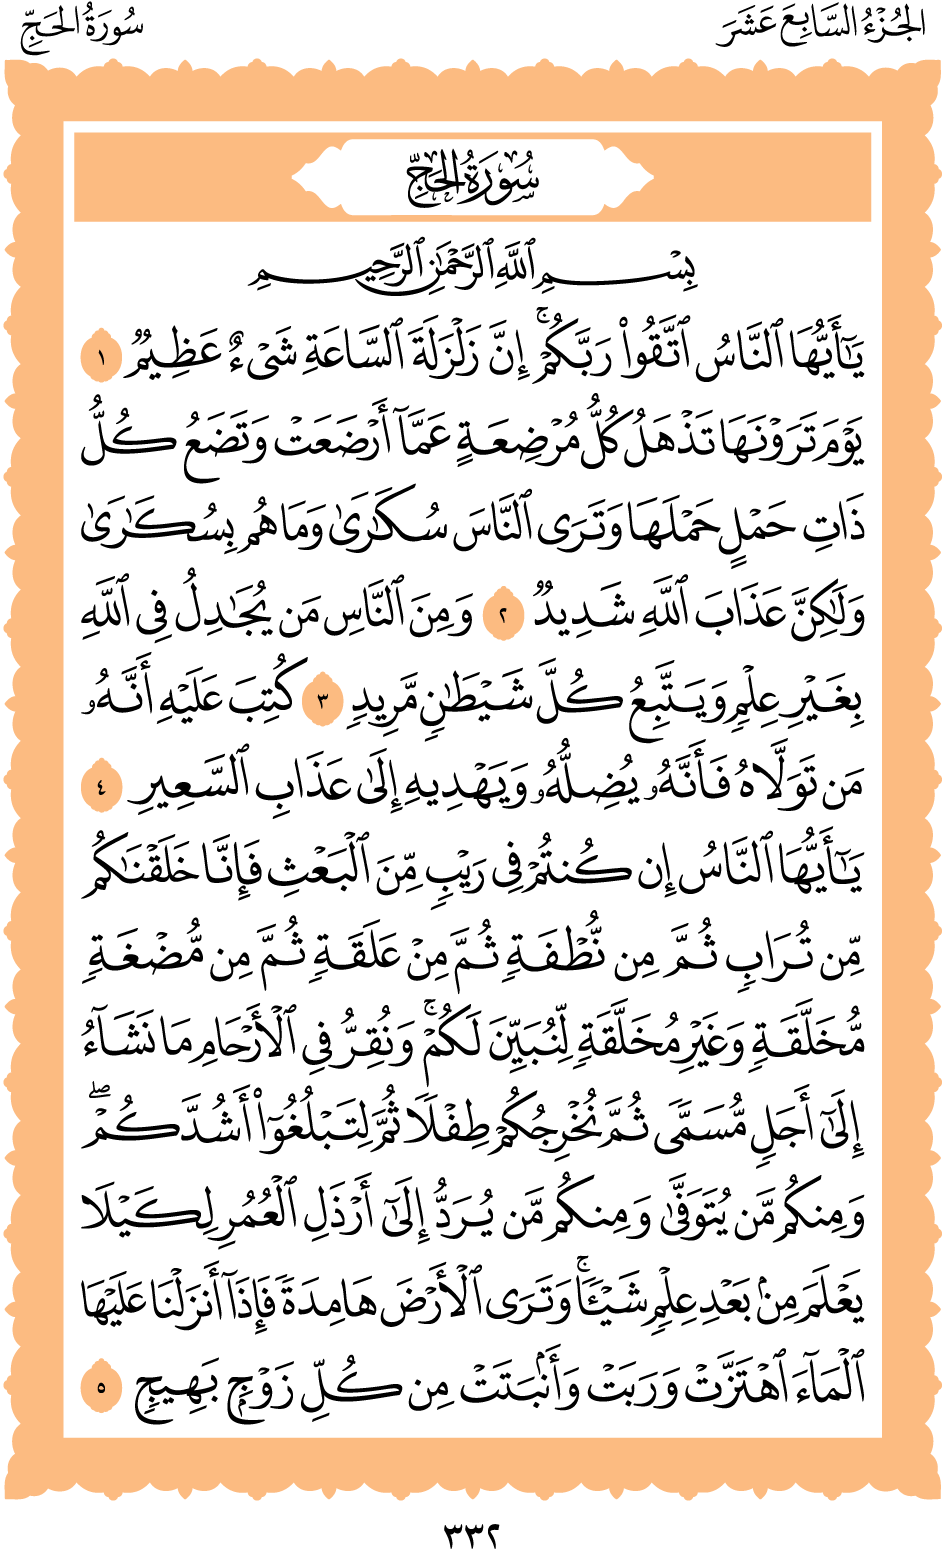 الجُزْءُ السَّابِعَ عَشَرَ
سُورَةُ الحَجِّ
سُورَةُ الحَجِّ
بِسْمِ ٱللَّهِ ٱلرَّحْمَٰنِ ٱلرَّحِيمِ
يَٰٓأَيُّهَا ٱلنَّاسُ ٱتَّقُوا۟ رَبَّكُمْۚ إِنَّ زَلْزَلَةَ ٱلسَّاعَةِ شَىْءٌ عَظِيمٌ ١
يَوْمَ تَرَوْنَهَا تَذْهَلُ كُلُّ مُرْضِعَةٍ عَمَّآ أَرْضَعَتْ وَتَضَعُ كُلُّ
ذَاتِ حَمْلٍ حَمْلَهَا وَتَرَى ٱلنَّاسَ سُكَٰرَىٰ وَمَا هُم بِسُكَٰرَىٰ
وَلَٰكِنَّ عَذَابَ ٱللَّهِ شَدِيدٌ ٢ وَمِنَ ٱلنَّاسِ مَن يُجَٰدِلُ فِى ٱللَّهِ
بِغَيْرِ عِلْمٍ وَيَتَّبِعُ كُلَّ شَيْطَٰنٍ مَّرِيدٍ ٣ كُتِبَ عَلَيْهِ أَنَّهُۥ
مَن تَوَلَّاهُ فَأَنَّهُۥ يُضِلُّهُۥ وَيَهْدِيهِ إِلَىٰ عَذَابِ ٱلسَّعِيرِ ٤
يَٰٓأَيُّهَا ٱلنَّاسُ إِن كُنتُمْ فِى رَيْبٍ مِّنَ ٱلْبَعْثِ فَإِنَّا خَلَقْنَٰكُم
مِّن تُرَابٍ ثُمَّ مِن نُّطْفَةٍ ثُمَّ مِنْ عَلَقَةٍ ثُمَّ مِن مُّضْغَةٍ
مُّخَلَّقَةٍ وَغَيْرِ مُخَلَّقَةٍ لِّنُبَيِّنَ لَكُمْۚ وَنُقِرُّ فِى ٱلْأَرْحَامِ مَا نَشَآءُ
إِلَىٰٓ أَجَلٍ مُّسَمًّى ثُمَّ نُخْرِجُكُمْ طِفْلًا ثُمَّ لِتَبْلُغُوٓا۟ أَشُدَّكُمْۖ
وَمِنكُم مَّن يُتَوَفَّىٰ وَمِنكُم مَّن يُرَدُّ إِلَىٰٓ أَرْذَلِ ٱلْعُمُرِ لِكَيْلَا
يَعْلَمَ مِنۢ بَعْدِ عِلْمٍ شَيْـًٔاۚ وَتَرَى ٱلْأَرْضَ هَامِدَةً فَإِذَآ أَنزَلْنَا عَلَيْهَا
ٱلْمَآءَ ٱهْتَزَّتْ وَرَبَتْ وَأَنۢبَتَتْ مِن كُلِّ زَوْجٍۭ بَهِيجٍ ٥
٣٣٢